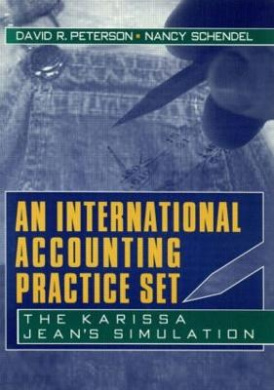 DAVID R. PETERSON • NANCY SCHENDEL
AN INTERNATIONAL
ACCOUNTING
PRACTICE SET
THE KARISSA
JEAN'S SIMULATION